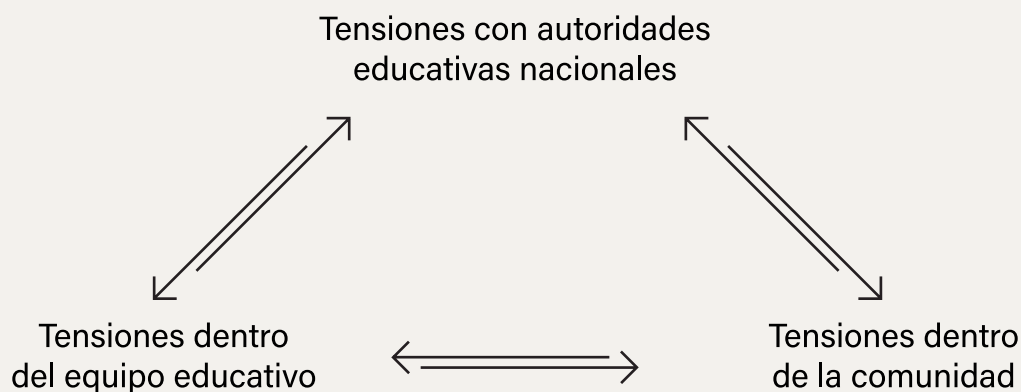 Tensiones con autoridades
educativas nacionales
Tensiones dentro
del equipo educativo
Tensiones dentro
de la comunidad